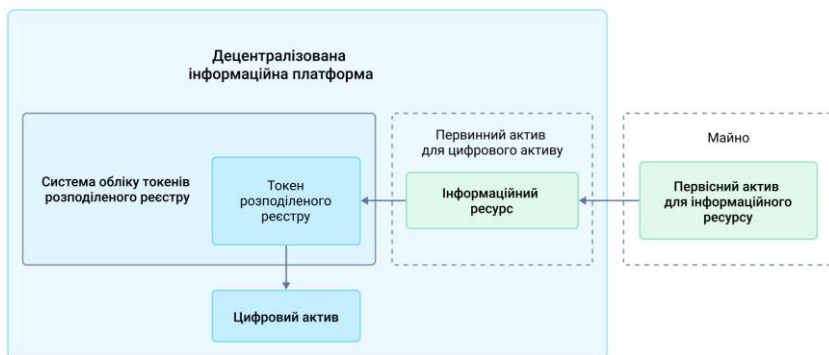 Децентралізована
інформаційна платформа
Система обліку токенів
розподіленого реєстру
Токен
розподіленого
реєстру
Первинний актив
для цифрового активу
Інформаційний
ресурс
Майно
Первісний актив
для інформаційного
ресурсу
Цифровий актив